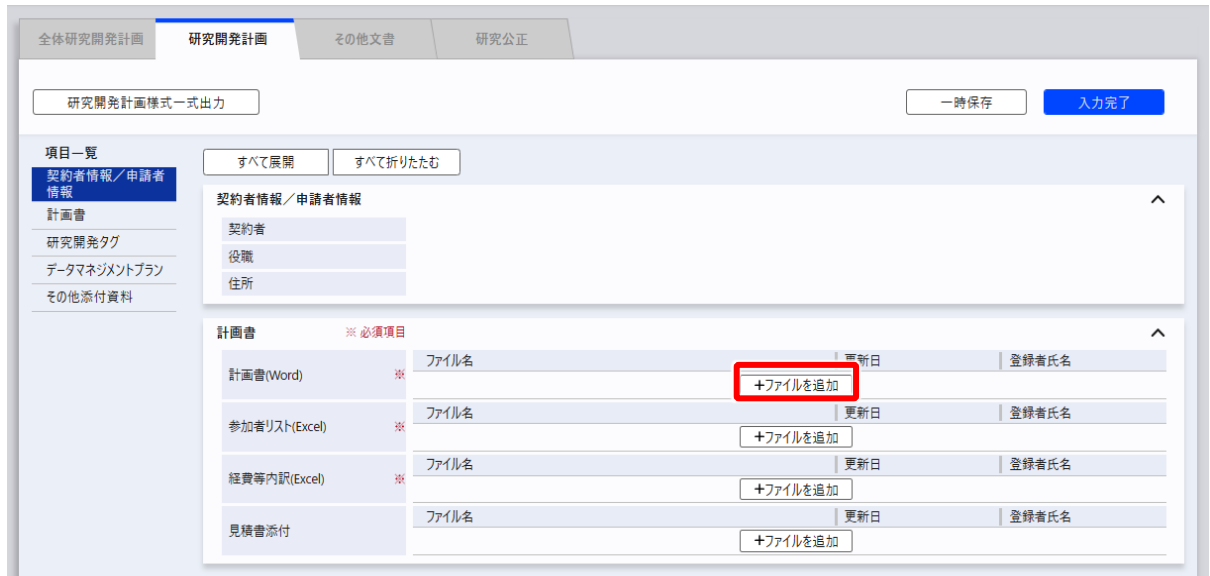 全体研究開発計画 研究開発計画 その他文書 研究公正
研究開発計画様式一式出力 一時保存 入力完了
項目一覧
契約者情報／申請者
情報
計画書
研究開発タグ
データマネジメントプラン
その他添付資料
すべて展開 すべて折りたたむ
契約者情報／申請者情報
契約者
役職
住所
計画書 ※ 必須項目
ファイル名 更新日 登録者氏名
計画書(Word) ※
+ファイルを追加
ファイル名 更新日 登録者氏名
参加者リスト(Excel) ※
+ファイルを追加
ファイル名 更新日 登録者氏名
経費等内訳(Excel) ※
+ファイルを追加
ファイル名 更新日 登録者氏名
見積書添付
+ファイルを追加